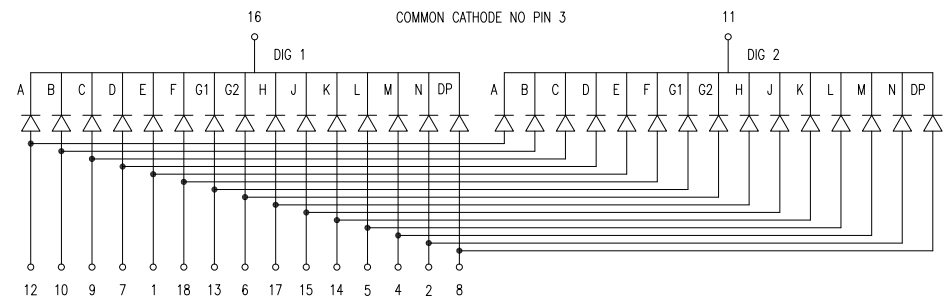 16 COMMON CATHODE NO PIN 3 11
DIG 1 DIG 2
A B C D E F G1 G2 H J K L M N DP A B C D E F G1 G2 H J K L M N DP
12 10 9 7 1 18 13 6 17 15 14 5 4 2 8